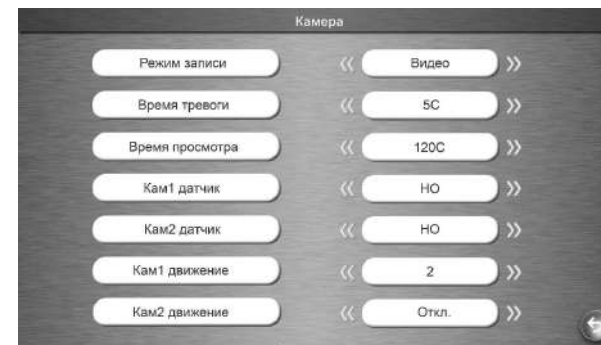 Камера
Режим записи Видео
Время тревоги 5С
Время просмотра 120С
Кам1 датчик НО
Кам2 датчик НО
Кам1 движение 2
Кам2 движение Откл.